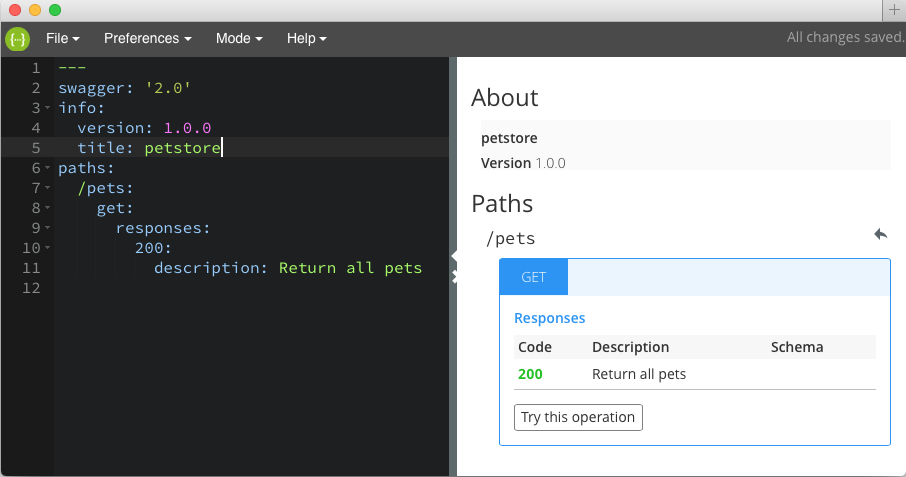 File Preferences Mode Help All changes saved.
1 ---
2 swagger: '2.0'
3 info:
4 version: 1.0.0
5 title: petstore
6 paths:
7 /pets:
8 get:
9 responses:
10 200:
11 description: Return all pets
12
About
petstore
Version 1.0.0
Paths
/pets
GET
Responses
Code Description Schema
200 Return all pets
Try this operation